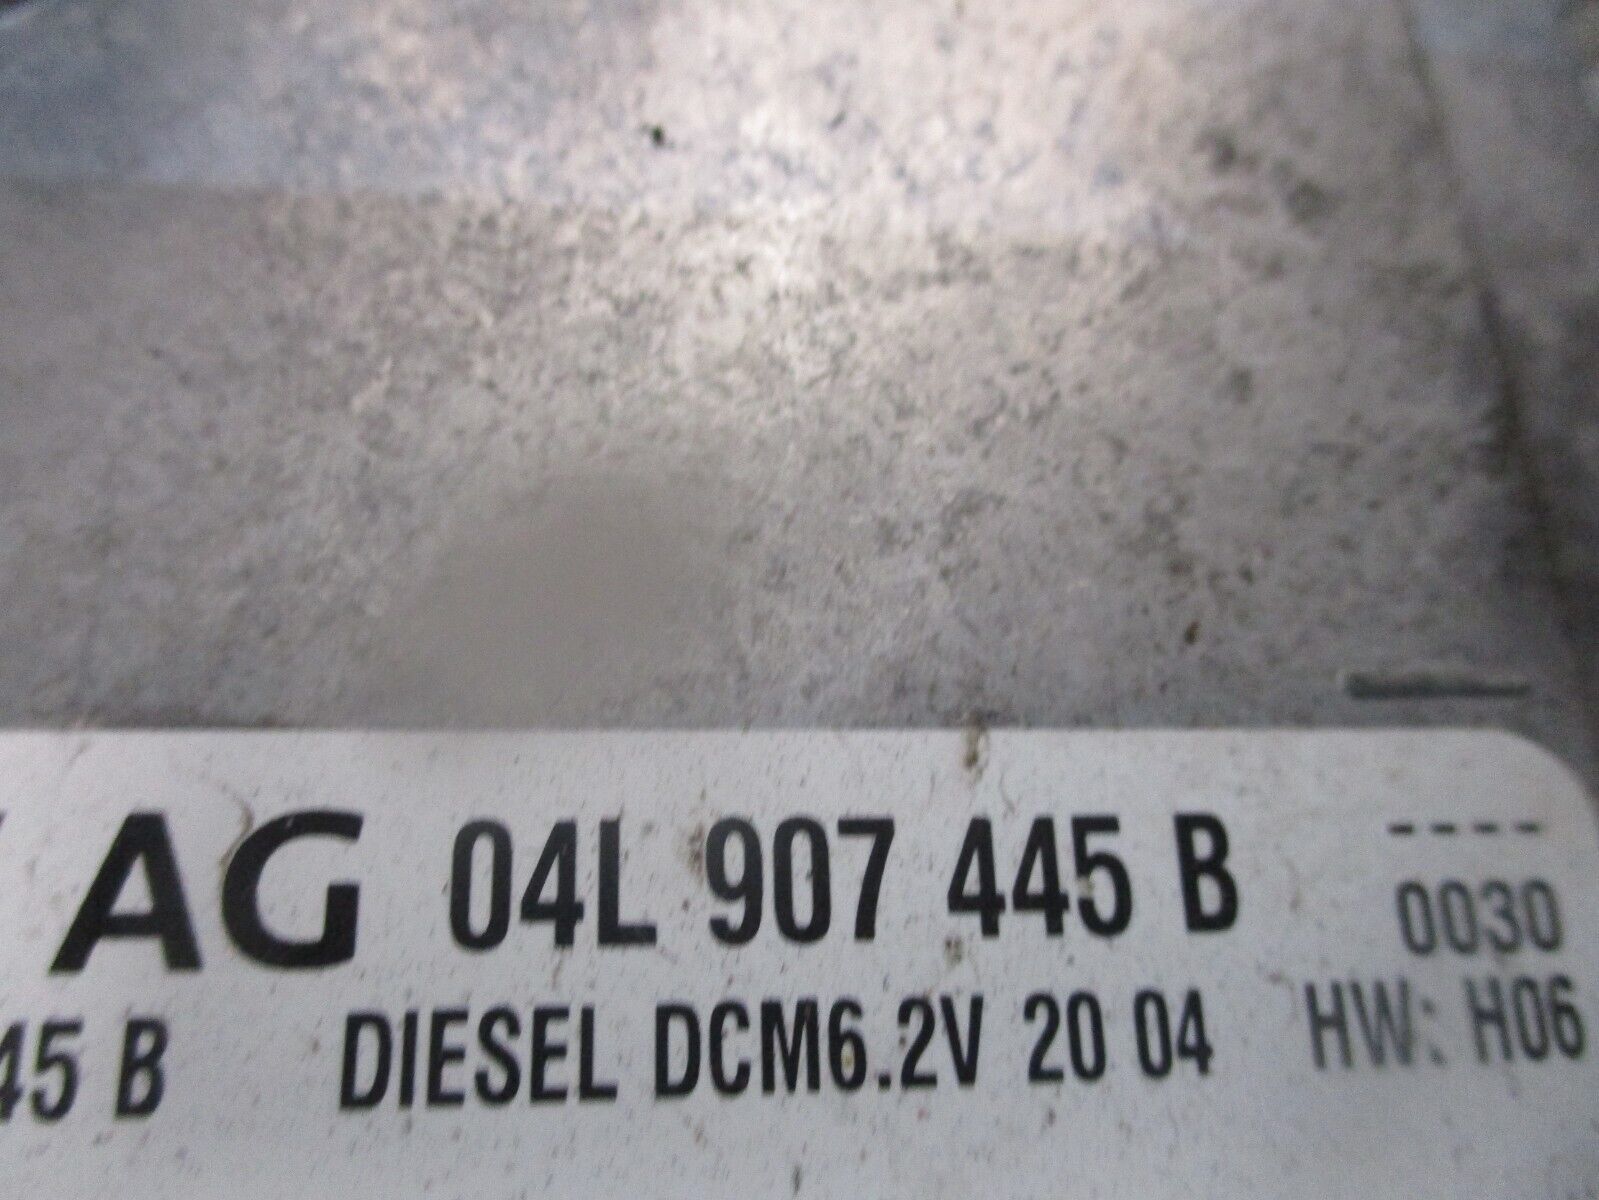 AG 04L 907 445 B ----
0030
45 B DIESEL DCM6.2V 20 04 HW: H06